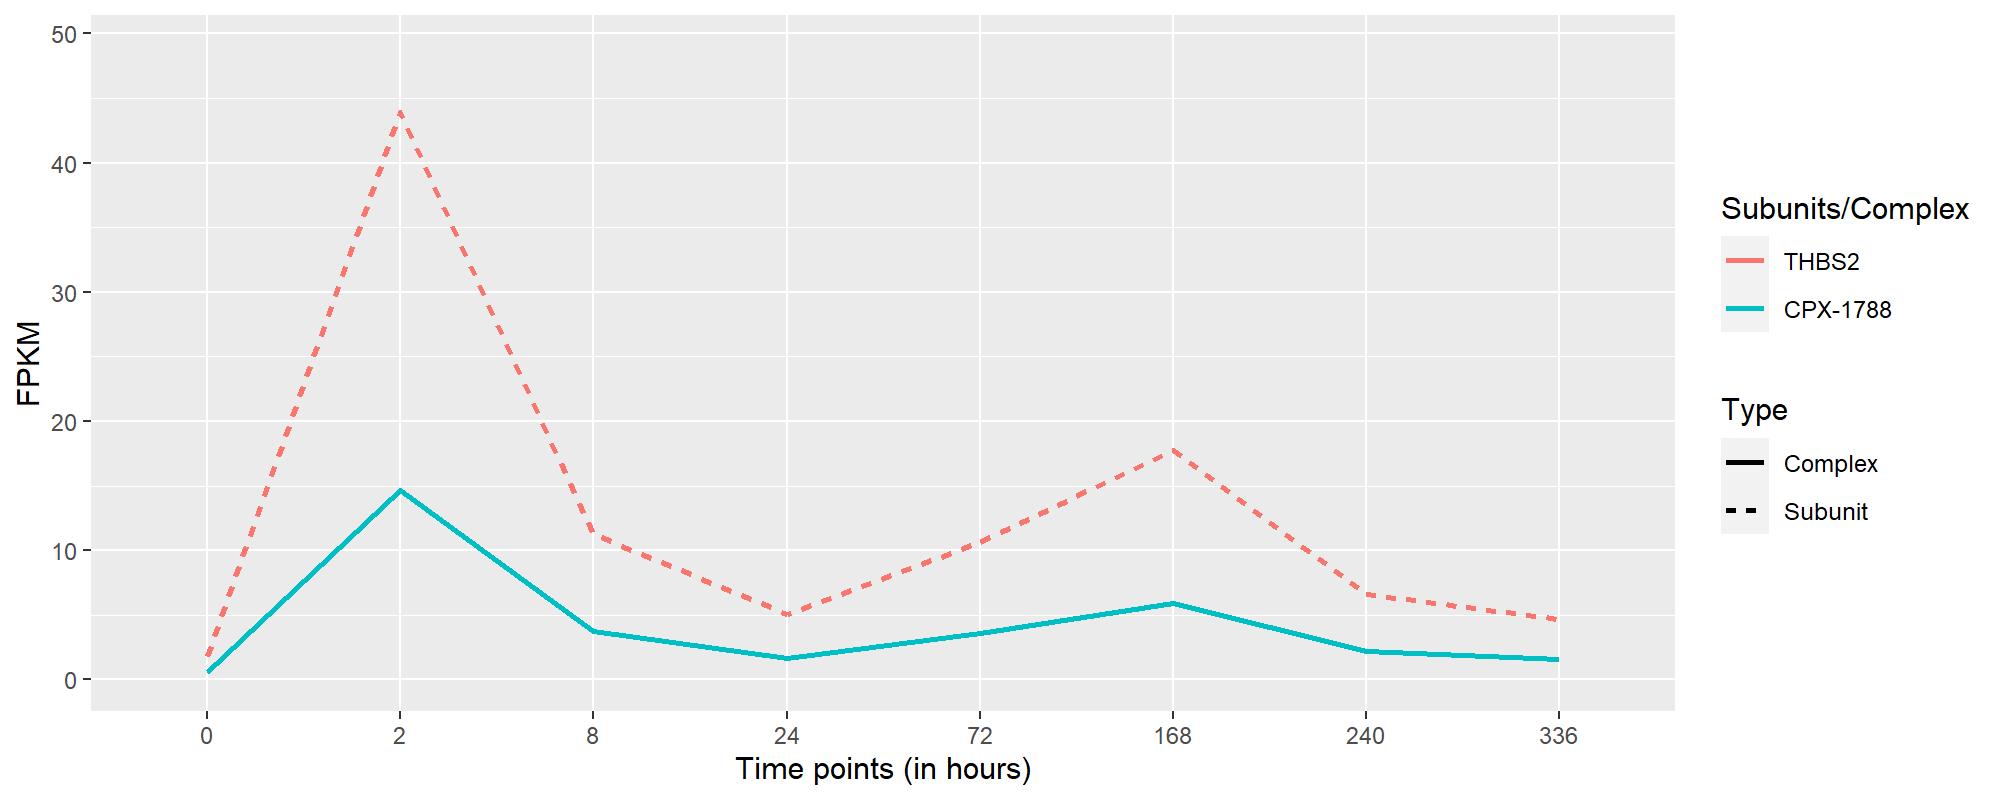 50
40
30
20
10
0
FPKM
0 2 8 24 72 168 240 336
Time points (in hours)
Subunits/Complex
THBS2
CPX-1788
Type
Complex
Subunit